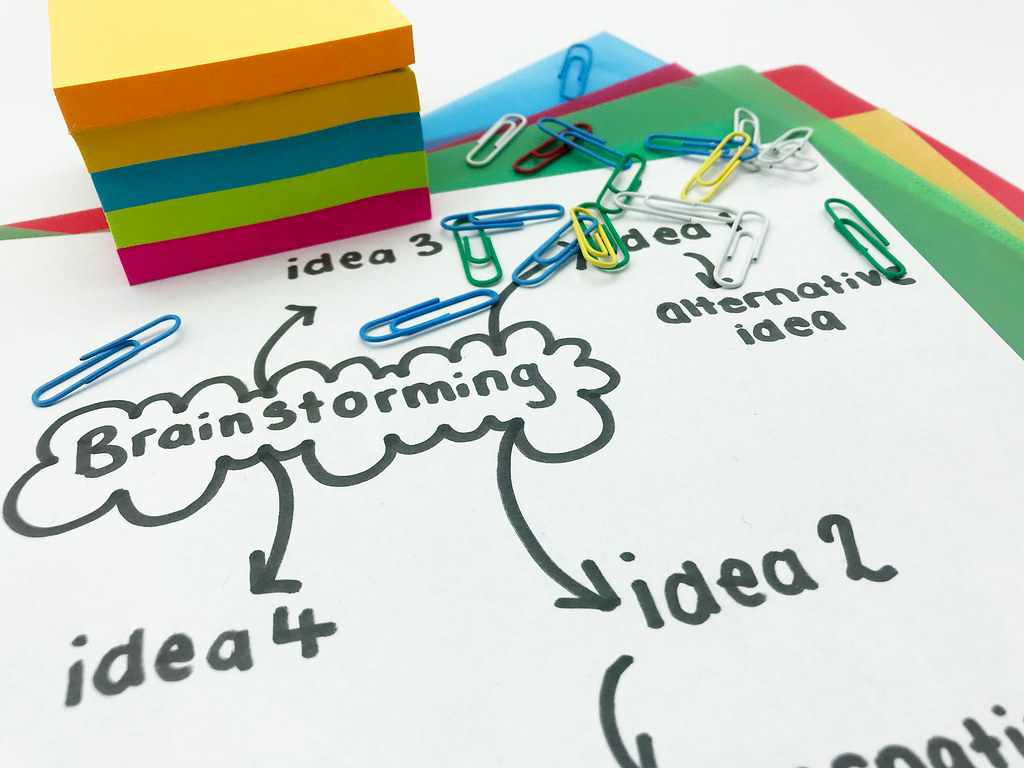 idea 3
idea
alternative
idea
Brainstorming
idea 2
idea 4